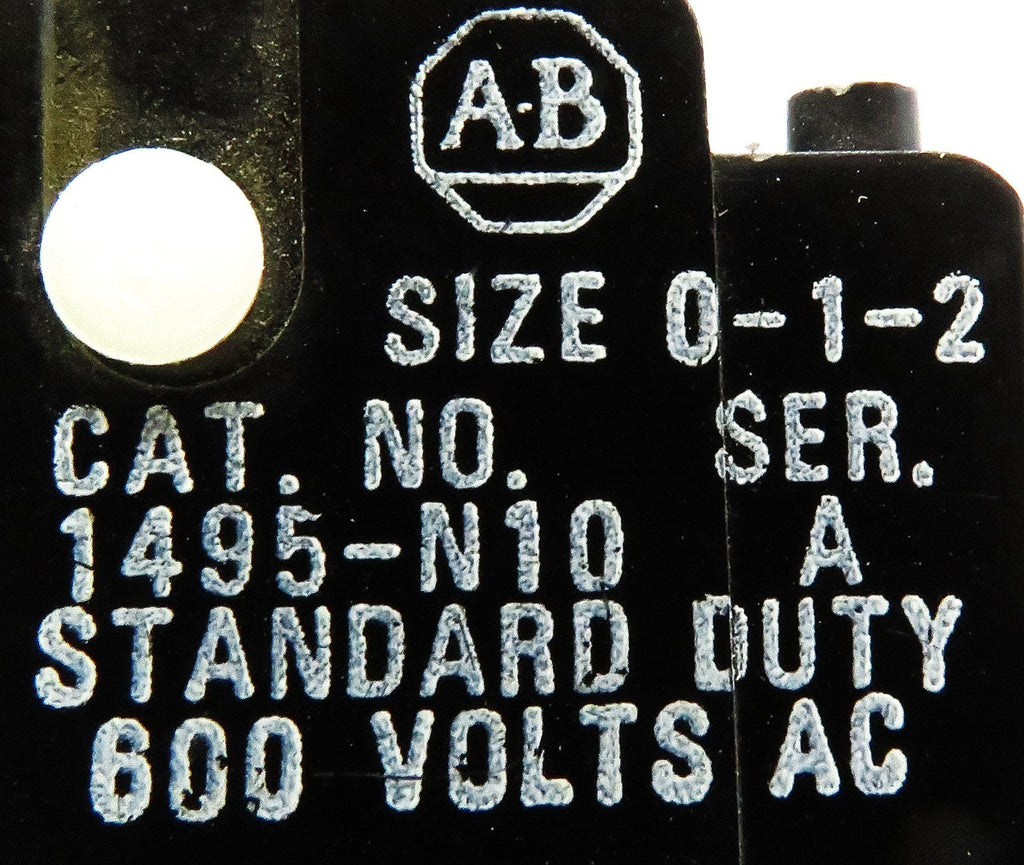 A-B
SIZE 0-1-2
CAT. NO. SER.
1495-N10 A
STANDARD DUTY
600 VOLTS AC